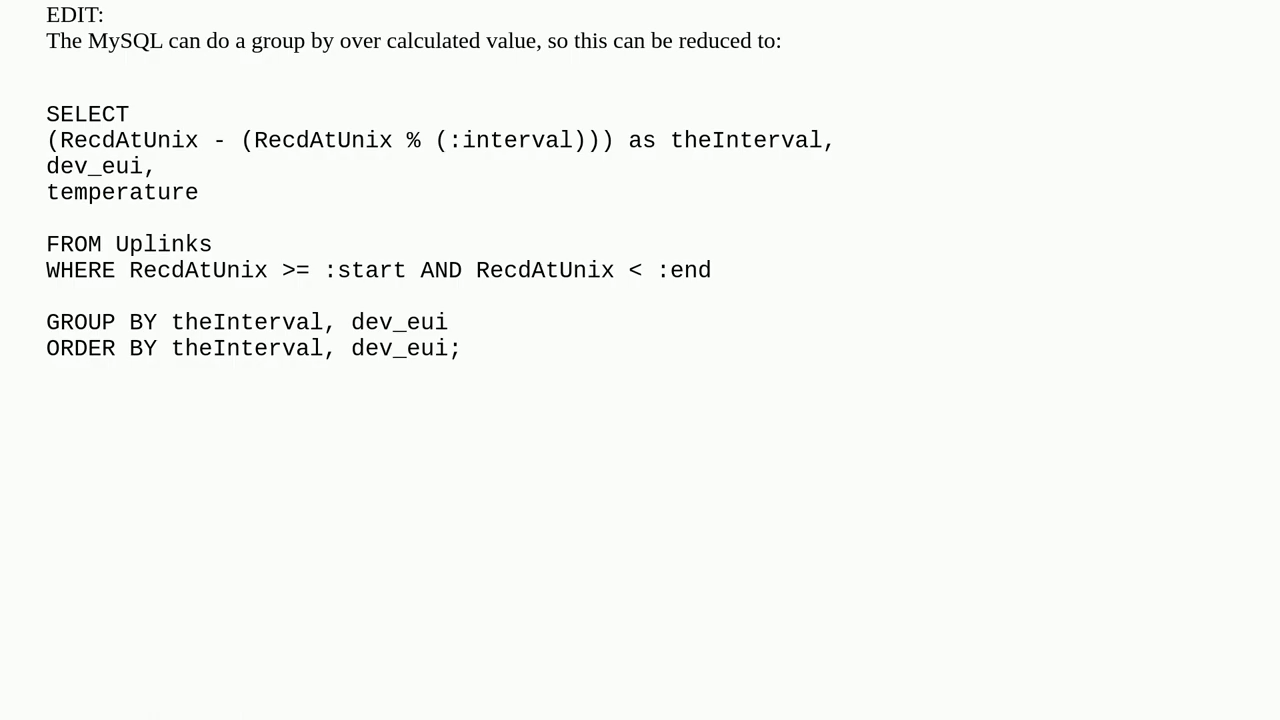 EDIT:
The MySQL can do a group by over calculated value, so this can be reduced to:
SELECT
(RecdAtUnix - (RecdAtUnix % (:interval))) as theInterval,
dev_eui,
temperature
FROM Uplinks
WHERE RecdAtUnix >= :start AND RecdAtUnix < :end
GROUP BY theInterval, dev_eui
ORDER BY theInterval, dev_eui;